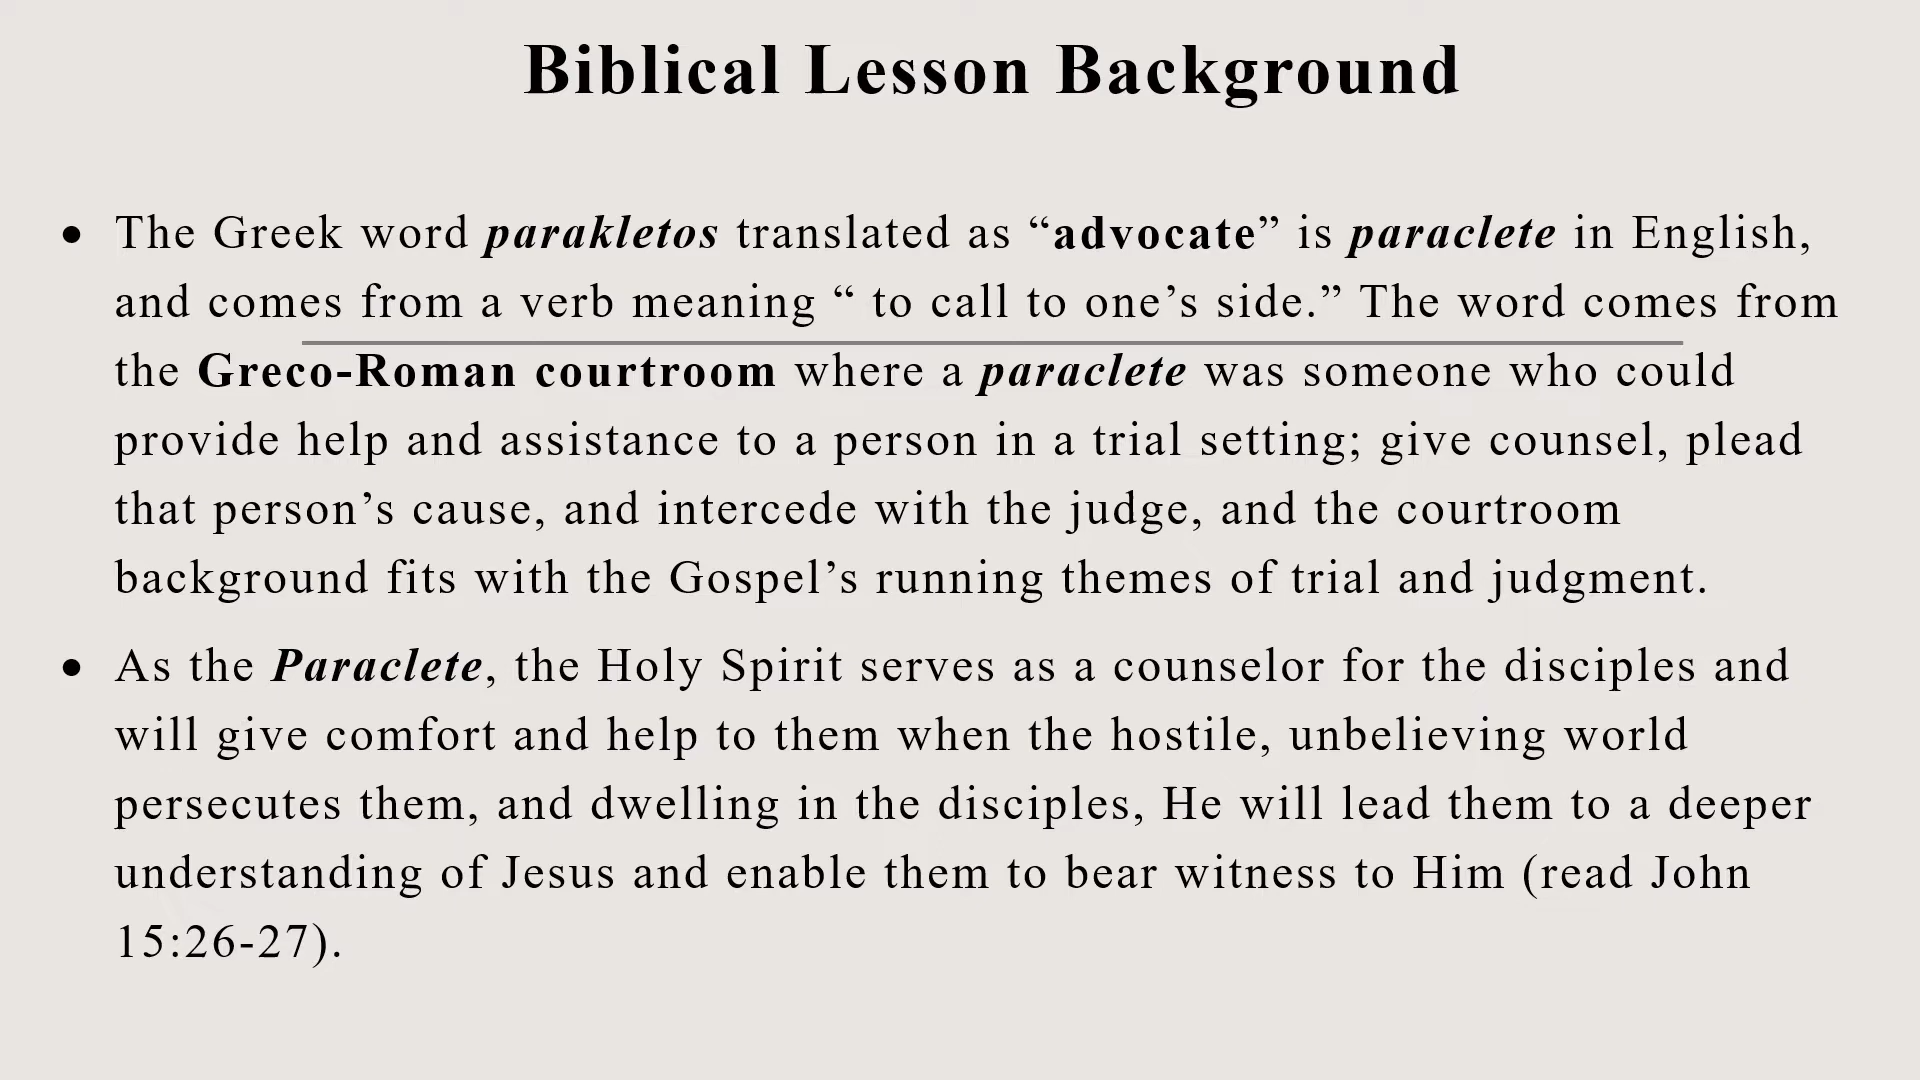 Biblical Lesson Background
• The Greek word parakletos translated as “advocate” is paraclete in English,
and comes from a verb meaning “ to call to one’s side.” The word comes from
the Greco-Roman courtroom where a paraclete was someone who could
provide help and assistance to a person in a trial setting; give counsel, plead
that person’s cause, and intercede with the judge, and the courtroom
background fits with the Gospel’s running themes of trial and judgment.
• As the Paraclete, the Holy Spirit serves as a counselor for the disciples and
will give comfort and help to them when the hostile, unbelieving world
persecutes them, and dwelling in the disciples, He will lead them to a deeper
understanding of Jesus and enable them to bear witness to Him (read John
15:26-27).